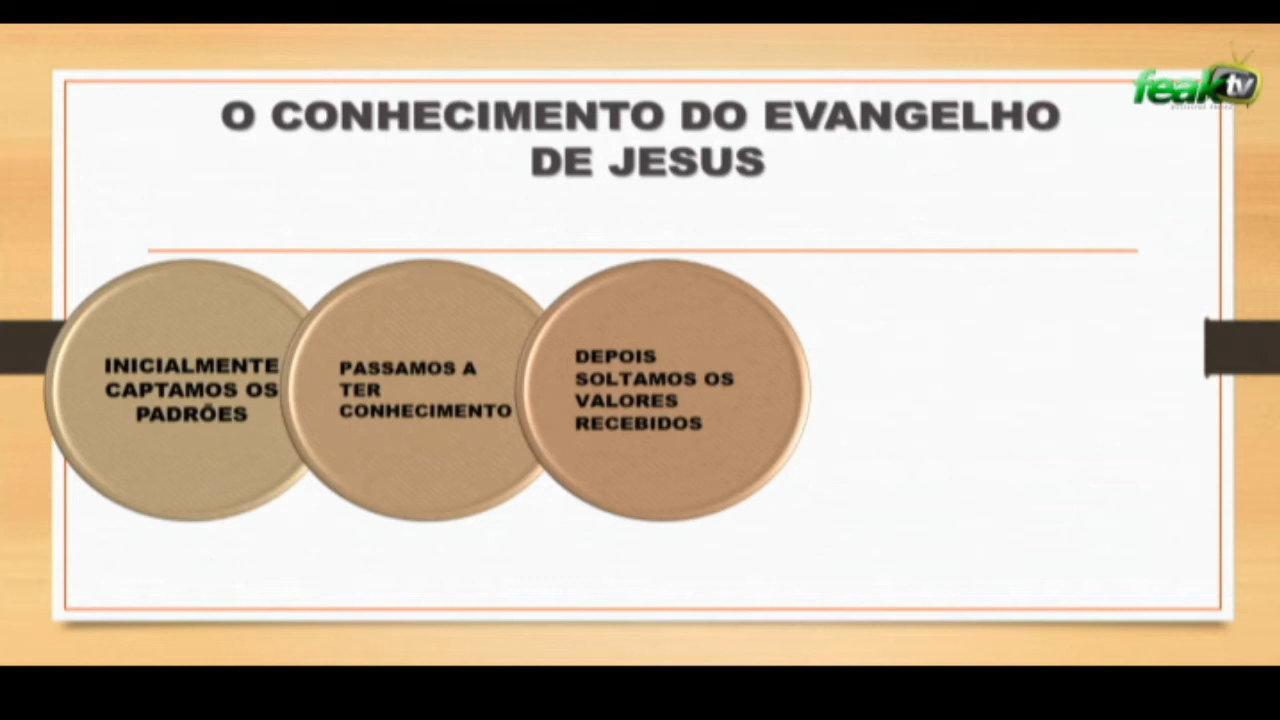 feak tv
O CONHECIMENTO DO EVANGELHO
DE JESUS
INICIALMENTE
CAPTAMOS OS
PADRÕES
PASSAMOS A
TER
CONHECIMENTO
DEPOIS
SOLTAMOS OS
VALORES
RECEBIDOS